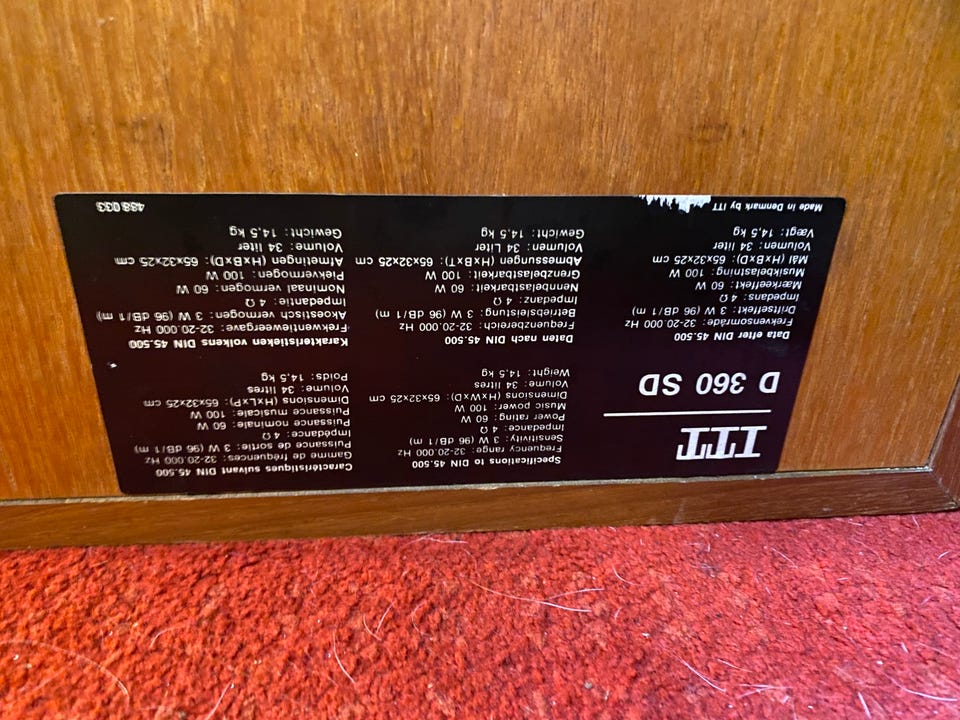 ITT
D 360 SD
Specifications to DIN 45.500
Frequency range: 32-20.000 Hz
Sensitivity: 3 W (96 dB/1 m)
Impedance: 4 Ω
Power rating: 60 W
Music power: 100 W
Dimensions (HxWxD): 65x32x25 cm
Volume: 34 litres
Weight: 14,5 kg
Caractéristiques suivant DIN 45.500
Gamme de fréquences: 32-20.000 Hz
Puissance de sortie: 3 W (96 dB/1 m)
Impédance: 4 Ω
Puissance nominale: 60 W
Puissance musicale: 100 W
Dimensions (HxLxP): 65x32x25 cm
Volume: 34 litres
Poids: 14,5 kg
Data efter DIN 45.500
Frekvensområde: 32-20.000 Hz
Driftseffekt: 3 W (96 dB/1 m)
Impedans: 4 Ω
Mærkeeffekt: 60 W
Musikbelastning: 100 W
Mål (HxBxD): 65x32x25 cm
Volumen: 34 liter
Vægt: 14,5 kg
Daten nach DIN 45.500
Frequenzbereich: 32-20.000 Hz
Betriebsleistung: 3 W (96 dB/1 m)
Impedanz: 4 Ω
Nennbelastbarkeit: 60 W
Grenzbelastbarkeit: 100 W
Abmessungen (HxBxT): 65x32x25 cm
Volumen: 34 Liter
Gewicht: 14,5 kg
Karakteristieken volkens DIN 45.500
Frekwentieweergave: 32-20.000 Hz
Akoestisch vermogen: 3 W (96 dB/1 m)
Impedantie: 4 Ω
Nominaal vermogen: 60 W
Piekvermogen: 100 W
Afmetingen (HxBxD): 65x32x25 cm
Volume: 34 liter
Gewicht: 14,5 kg
Made in Denmark by ITT